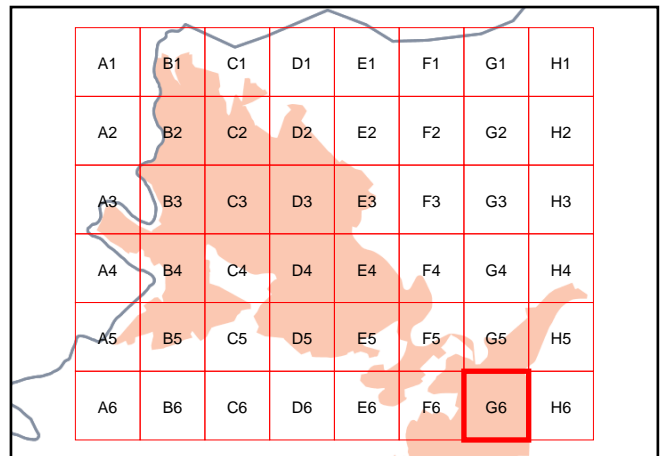 A1 B1 C1 D1 E1 F1 G1 H1
A2 B2 C2 D2 E2 F2 G2 H2
A3 B3 C3 D3 E3 F3 G3 H3
A4 B4 C4 D4 E4 F4 G4 H4
A5 B5 C5 D5 E5 F5 G5 H5
A6 B6 C6 D6 E6 F6 G6 H6